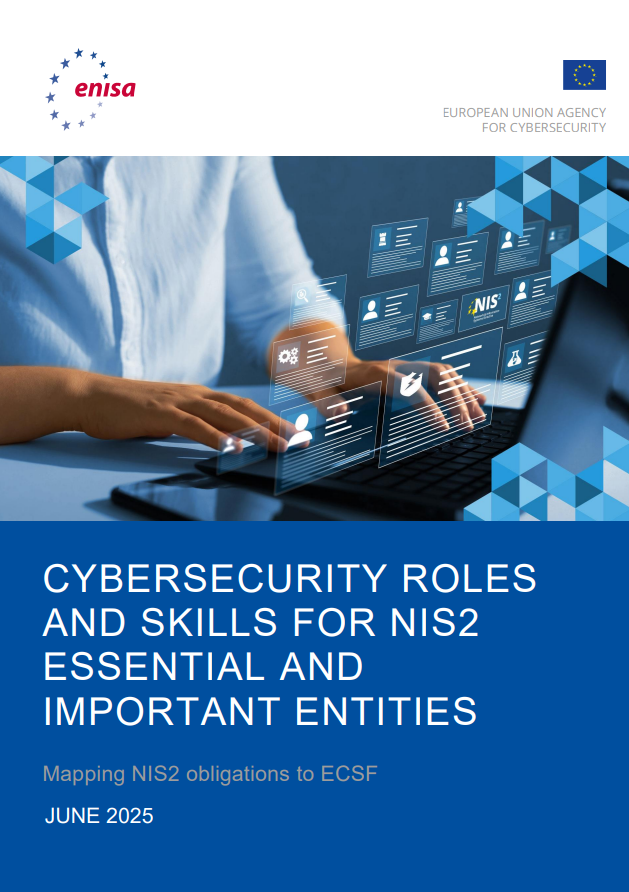 enisa
EUROPEAN UNION AGENCY
FOR CYBERSECURITY
NIS2
CYBERSECURITY ROLES
AND SKILLS FOR NIS2
ESSENTIAL AND
IMPORTANT ENTITIES
Mapping NIS2 obligations to ECSF
JUNE 2025